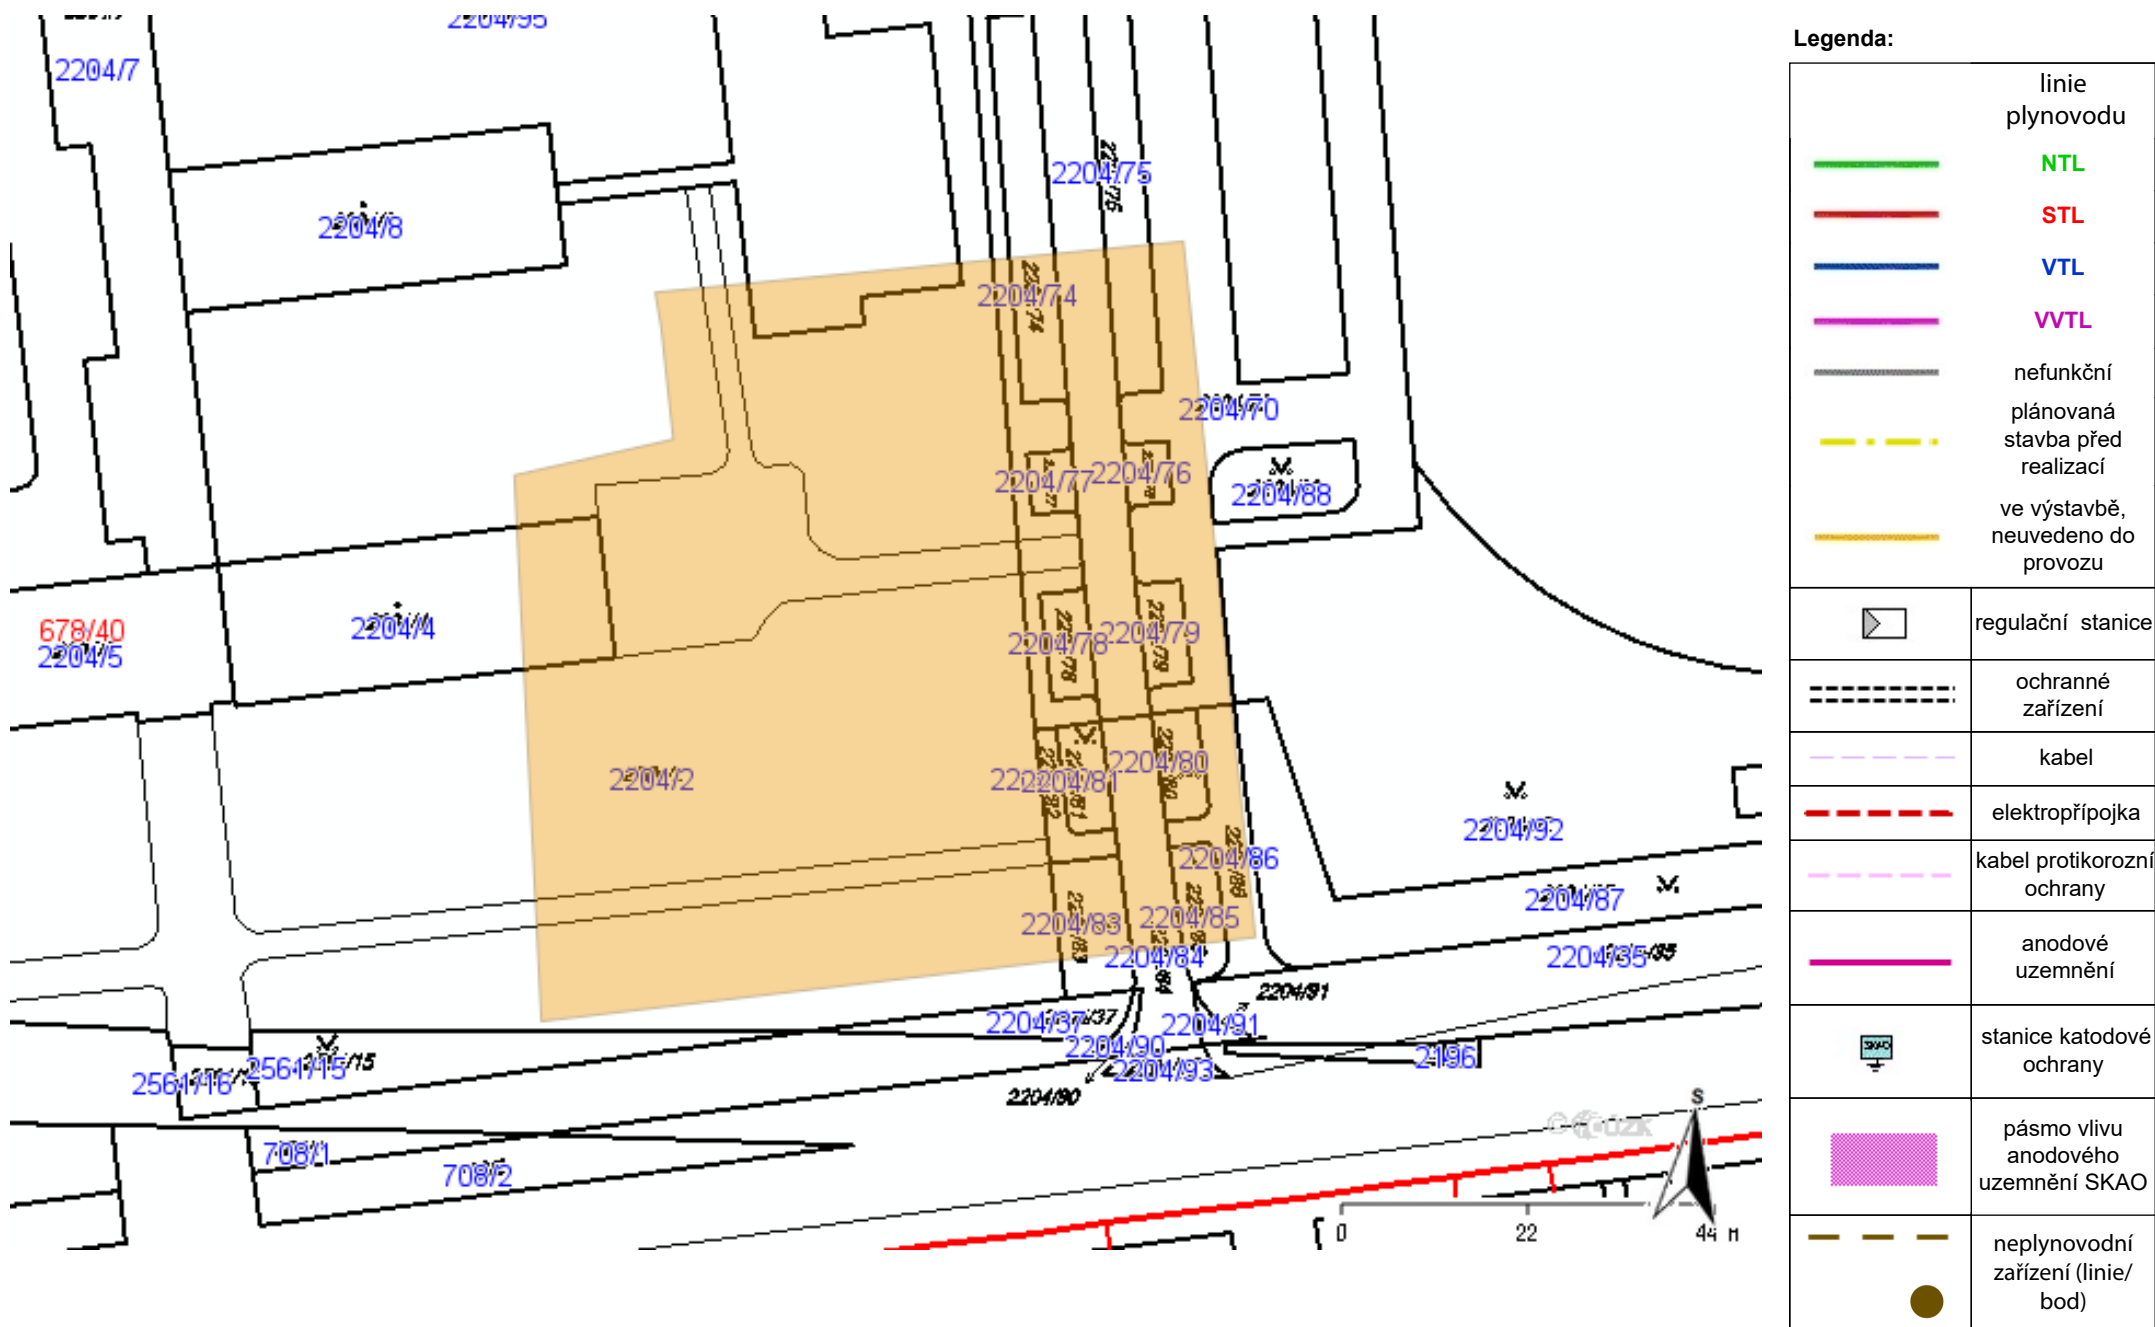 2204/95
2204/7
2204/75
2204/8
2204/74
2204/70
2204/77
2204/76
2204/88
678/40
2204/5
2204/4
2204/78
2204/79
2204/2
2204/81
2204/80
2204/92
2204/86
2204/87
2204/83
2204/85
2204/84
2204/35
2204/91
2204/37
2204/91
2204/90
2196
2561/16
2561/15
2204/93
2204/90
708/1
708/2
S
0
22
44 M
Legenda:
linie
plynovodu
NTL
STL
VTL
VVTL
nefunkční
plánovaná
stavba před
realizací
ve výstavbě,
neuvedeno do
provozu
regulační stanice
ochranné
zařízení
kabel
elektropřípojka
kabel protikorozní
ochrany
anodové
uzemnění
SKAO
stanice katodové
ochrany
pásmo vlivu
anodového
uzemnění SKAO
neplynovodní
zařízení (linie/
bod)